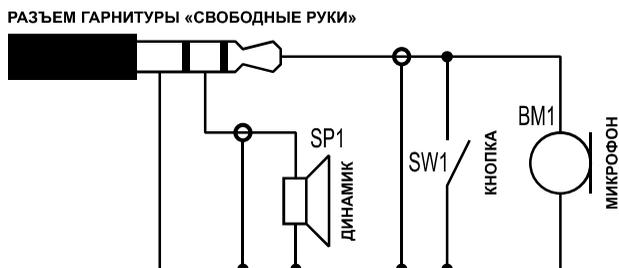 РАЗЪЕМ ГАРНИТУРЫ «СВОБОДНЫЕ РУКИ»
SP1
ДИНАМИК
SW1
КНОПКА
BM1
МИКРОФОН